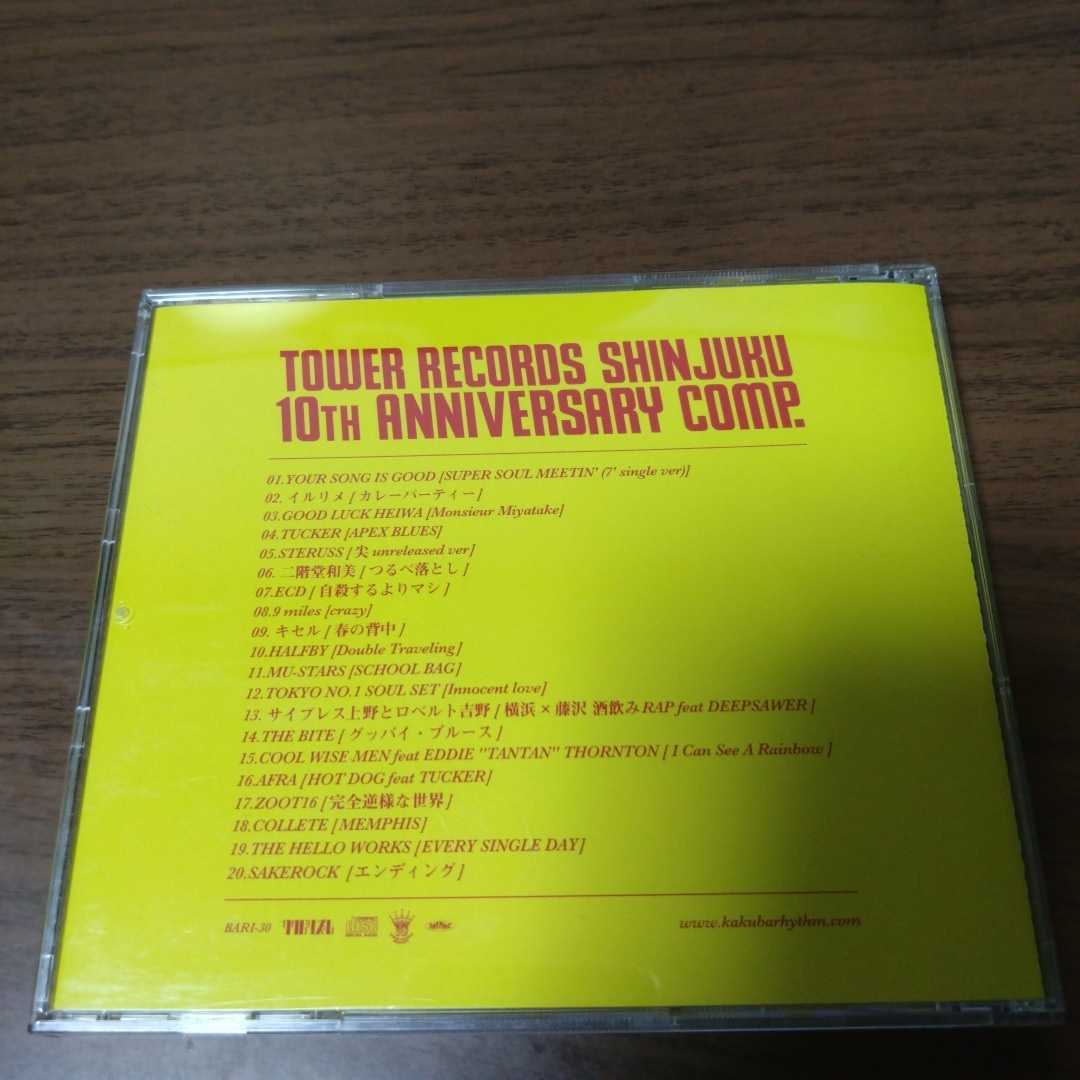 TOWER RECORDS SHINJUKU
10TH ANNIVERSARY COMP.
01.YOUR SONG IS GOOD [SUPER SOUL MEETIN' (7' single ver)]
02. イルリメ [カレーパーティー]
03.GOOD LUCK HEIWA [Monsieur Miyatake]
04.TUCKER [APEX BLUES]
05.STERUSS [尖 unreleased ver]
06. 二階堂和美 [つるべ落とし]
07.ECD [自殺するよりマシ]
08.9 miles [crazy]
09. キセル [春の背中]
10.HALFBY [Double Traveling]
11.MU-STARS [SCHOOL BAG]
12.TOKYO NO.1 SOUL SET [Innocent love]
13. サイプレス上野とロベルト吉野 [横浜 × 藤沢 酒飲みRAP feat DEEPSAWER]
14.THE BITE [グッバイ・ブルース]
15.COOL WISE MEN feat EDDIE "TANTAN" THORNTON [I Can See A Rainbow]
16.AFRA [HOT DOG feat TUCKER]
17.ZOOT16 [完全逆様な世界]
18.COLLETE [MEMPHIS]
19.THE HELLO WORKS [EVERY SINGLE DAY]
20.SAKEROCK [エンディング]
BARI-30 www.kakubarhythm.com